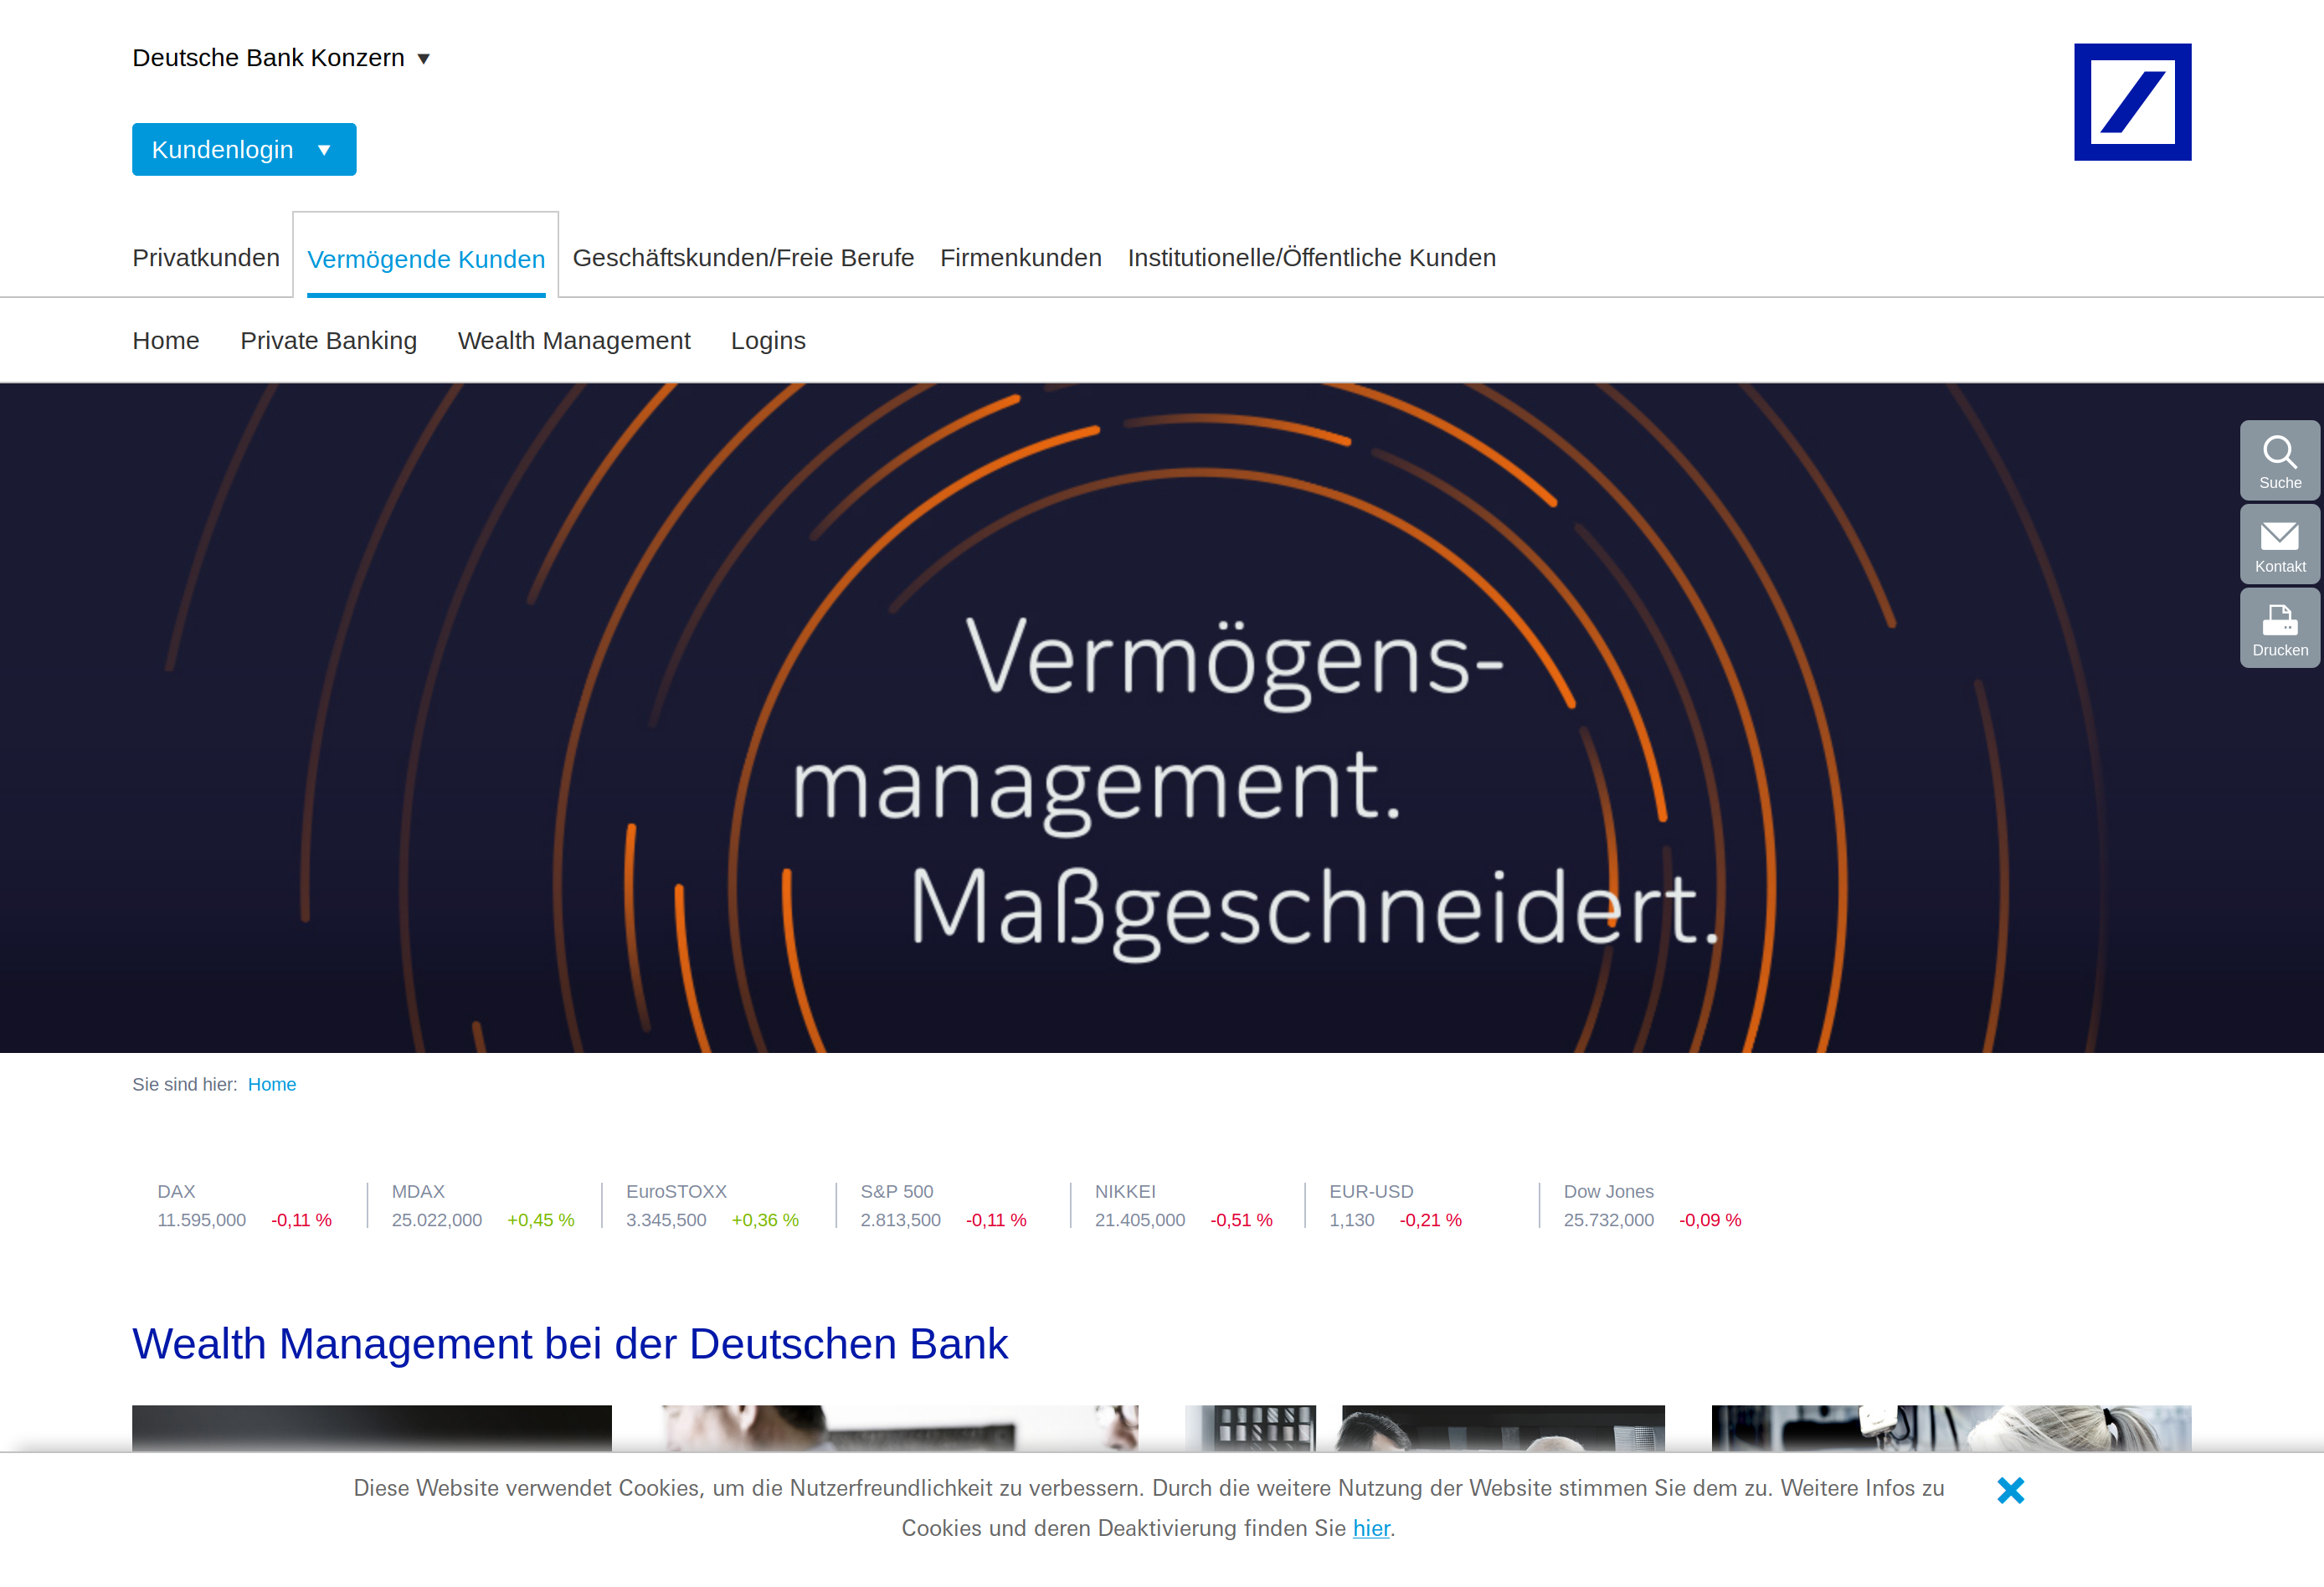 Deutsche Bank Konzern ▼
Kundenlogin ▼
Privatkunden Vermögende Kunden Geschäftskunden/Freie Berufe Firmenkunden Institutionelle/Öffentliche Kunden
Home Private Banking Wealth Management Logins
Suche
Kontakt
Drucken
Vermögens-
management.
Maßgeschneidert.
Sie sind hier: Home
DAX MDAX EuroSTOXX S&P 500 NIKKEI EUR-USD Dow Jones
11.595,000 -0,11 % 25.022,000 +0,45 % 3.345,500 +0,36 % 2.813,500 -0,11 % 21.405,000 -0,51 % 1,130 -0,21 % 25.732,000 -0,09 %
Wealth Management bei der Deutschen Bank
Diese Website verwendet Cookies, um die Nutzerfreundlichkeit zu verbessern. Durch die weitere Nutzung der Website stimmen Sie dem zu. Weitere Infos zu
Cookies und deren Deaktivierung finden Sie hier.